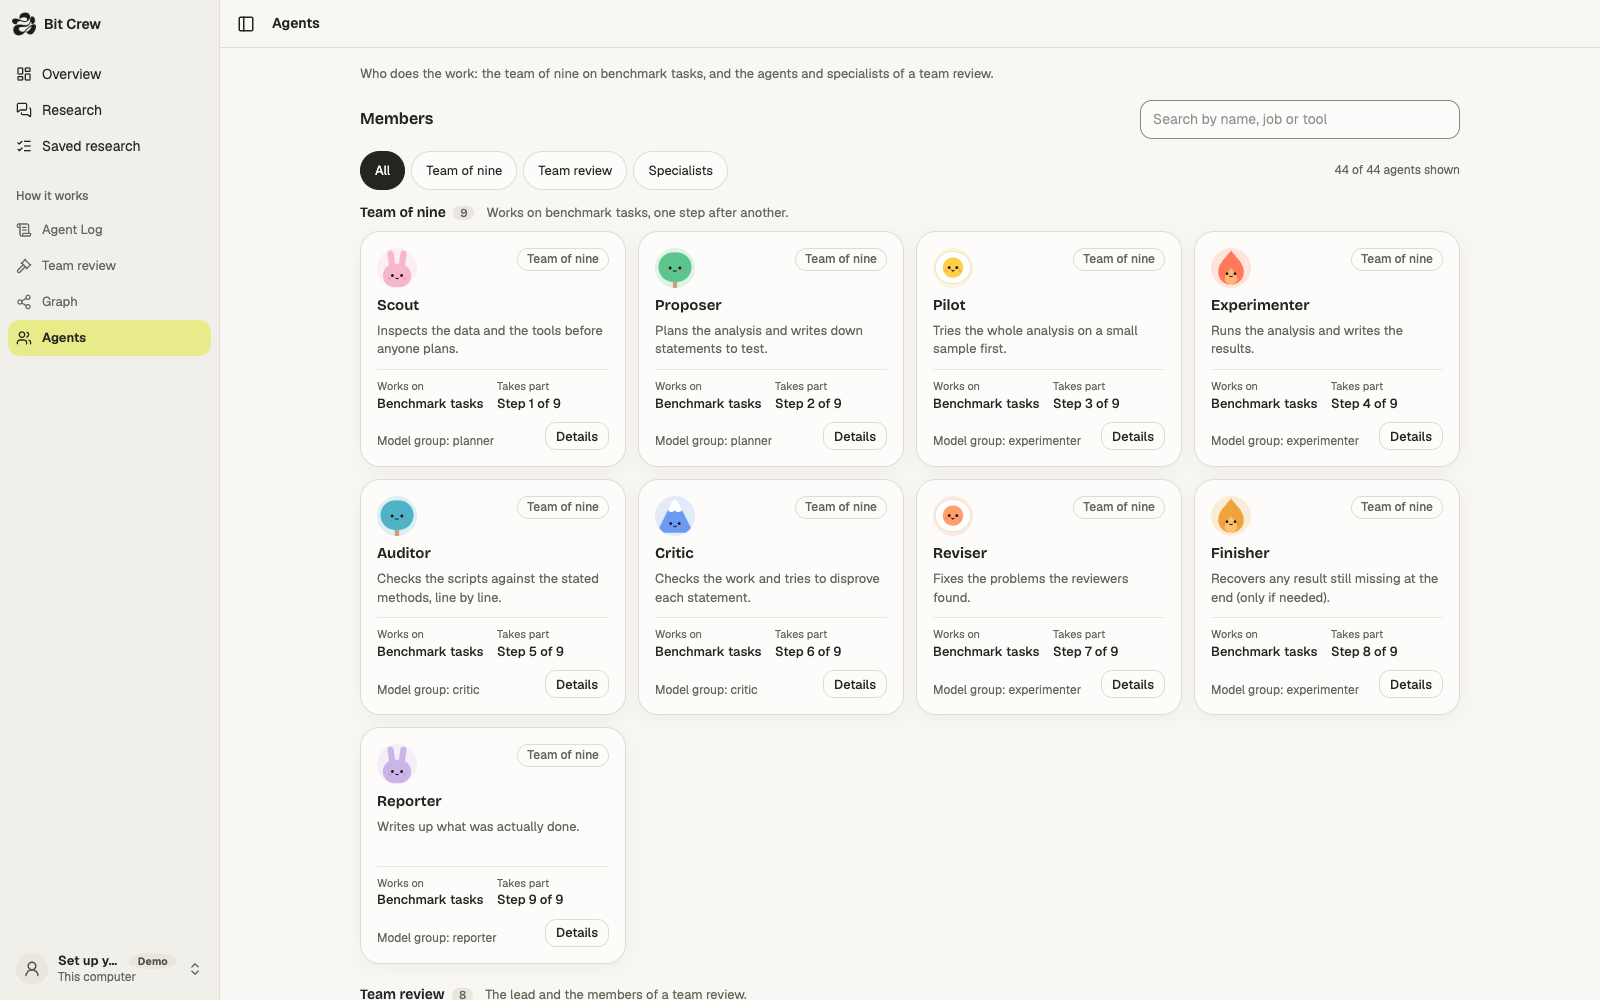 Bit Crew
Agents
Overview
Research
Saved research
How it works
Agent Log
Team review
Graph
Agents
Set up y... Demo
This computer
Who does the work: the team of nine on benchmark tasks, and the agents and specialists of a team review.
Members
Search by name, job or tool
All
Team of nine
Team review
Specialists
44 of 44 agents shown
Team of nine 9 Works on benchmark tasks, one step after another.
Team of nine
Scout
Inspects the data and the tools before
anyone plans.
Works on Takes part
Benchmark tasks Step 1 of 9
Model group: planner Details
Team of nine
Proposer
Plans the analysis and writes down
statements to test.
Works on Takes part
Benchmark tasks Step 2 of 9
Model group: planner Details
Team of nine
Pilot
Tries the whole analysis on a small
sample first.
Works on Takes part
Benchmark tasks Step 3 of 9
Model group: experimenter Details
Team of nine
Experimenter
Runs the analysis and writes the
results.
Works on Takes part
Benchmark tasks Step 4 of 9
Model group: experimenter Details
Team of nine
Auditor
Checks the scripts against the stated
methods, line by line.
Works on Takes part
Benchmark tasks Step 5 of 9
Model group: critic Details
Team of nine
Critic
Checks the work and tries to disprove
each statement.
Works on Takes part
Benchmark tasks Step 6 of 9
Model group: critic Details
Team of nine
Reviser
Fixes the problems the reviewers
found.
Works on Takes part
Benchmark tasks Step 7 of 9
Model group: experimenter Details
Team of nine
Finisher
Recovers any result still missing at the
end (only if needed).
Works on Takes part
Benchmark tasks Step 8 of 9
Model group: experimenter Details
Team of nine
Reporter
Writes up what was actually done.
Works on Takes part
Benchmark tasks Step 9 of 9
Model group: reporter Details
Team review 8 The lead and the members of a team review.